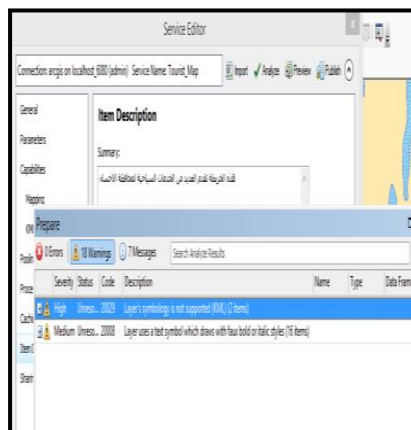 Service Editor
Connection: arcgis on localhost_6080 (admin) Service Name: Tourist_Map
Import Analyze Preview Publish
General
Parameters
Capabilities
Mapping
Item Description
Summary:
هذه الخريطة تقدم العديد من الخدمات السياحية لمحافظة الاحساء
Prepare
0 Errors 18 Warnings 7 Messages Search Analyze Results
Severity Status Code Description Name Type Data Fram
High Unreso... 20029 Layer's symbology is not supported (KML) (2 items)
Medium Unreso... 20008 Layer uses a text symbol which draws with faux bold or italic styles (16 items)